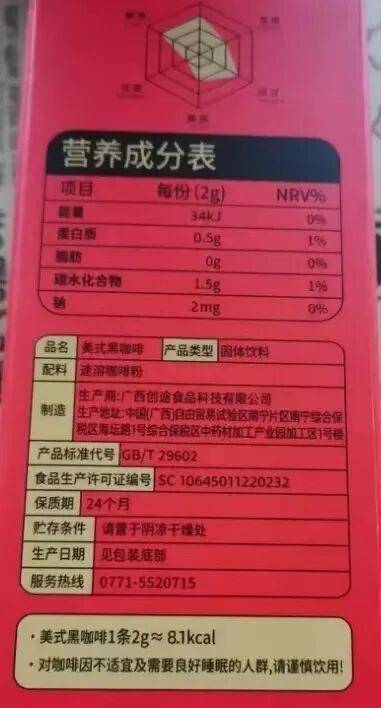 营养成分表
项目 每份(2g) NRV%
能量 34kJ 0%
蛋白质 0.5g 1%
脂肪 0g 0%
碳水化合物 1.5g 1%
钠 2mg 0%
品名 美式黑咖啡 产品类型 固体饮料
配料 速溶咖啡粉
制造 生产商:广西创途食品科技有限公司
生产地址:中国(广西)自由贸易试验区南宁片区南宁综合保
税区海坛路1号综合保税区中药材加工产业园加工区1号楼
产品标准代号 GB/T 29602
食品生产许可证编号 SC 10645011220232
保质期 24个月
贮存条件 请置于阴凉干燥处
生产日期 见包装底部
服务热线 0771-5520715
·美式黑咖啡1条2g≈8.1kcal
·对咖啡因不适宜及需要良好睡眠的人群,请谨慎饮用!